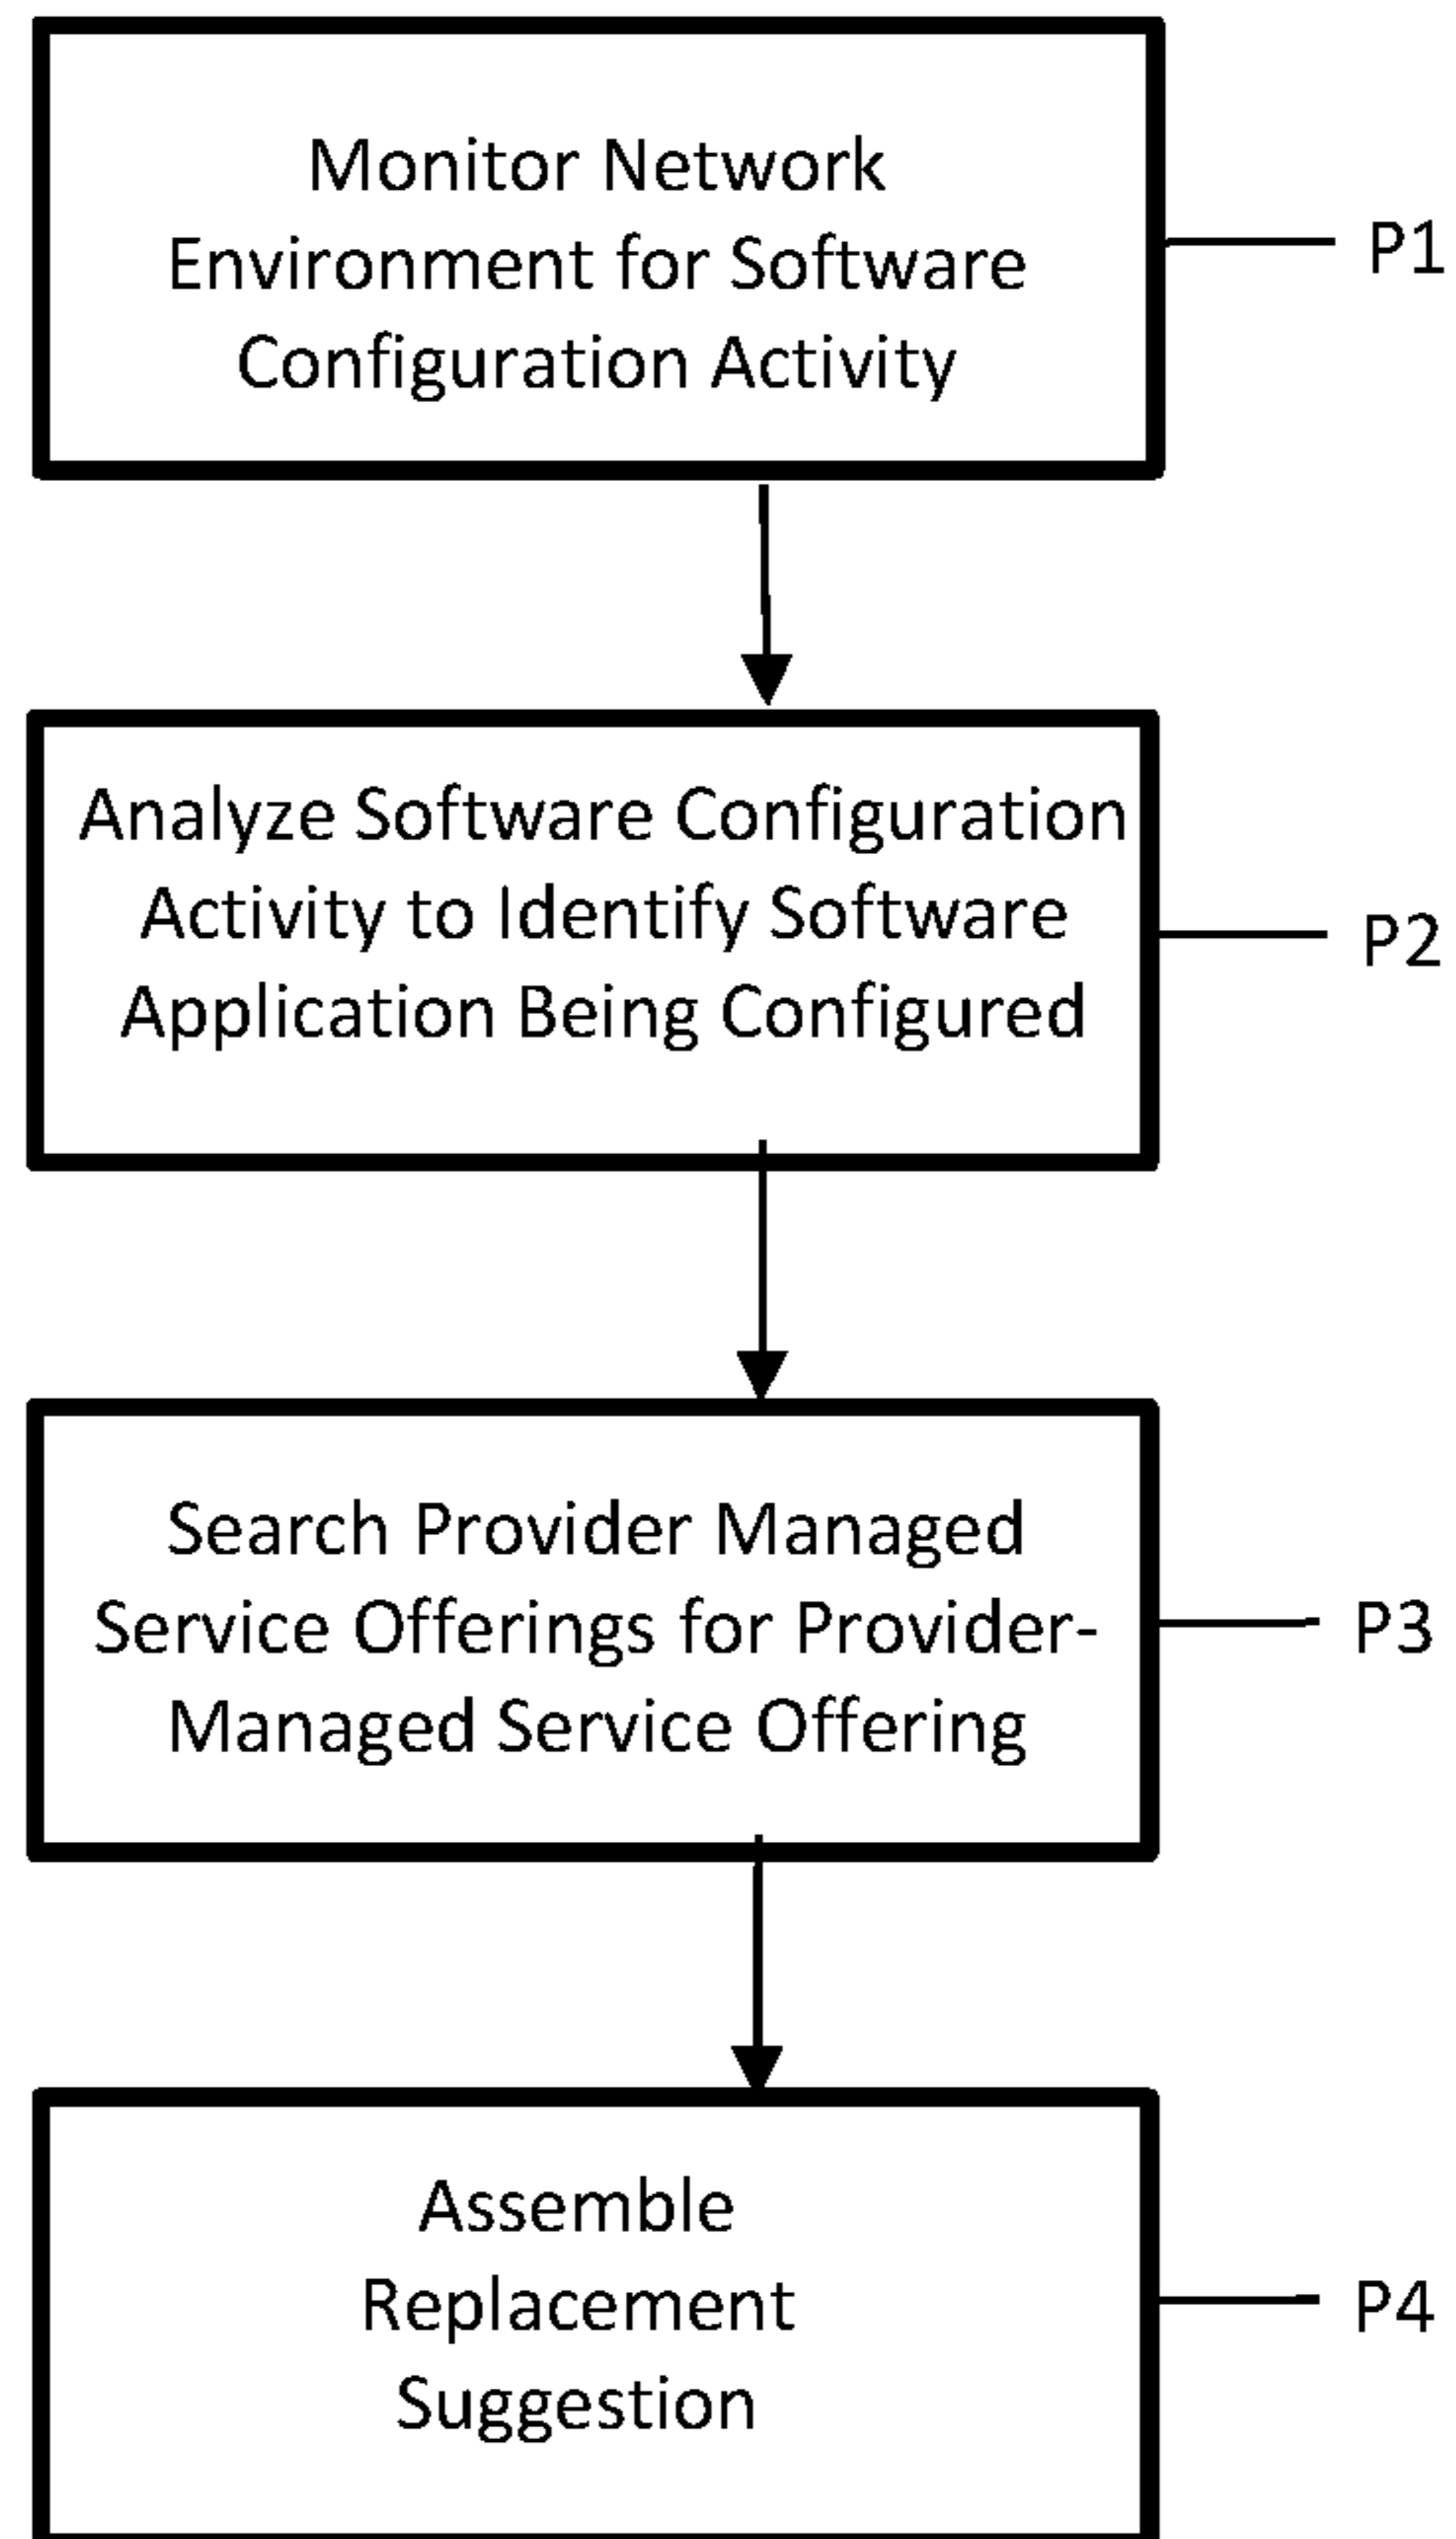 Monitor Network
Environment for Software
Configuration Activity
P1
Analyze Software Configuration
Activity to Identify Software
Application Being Configured
P2
Search Provider Managed
Service Offerings for Provider-
Managed Service Offering
P3
Assemble
Replacement
Suggestion
P4